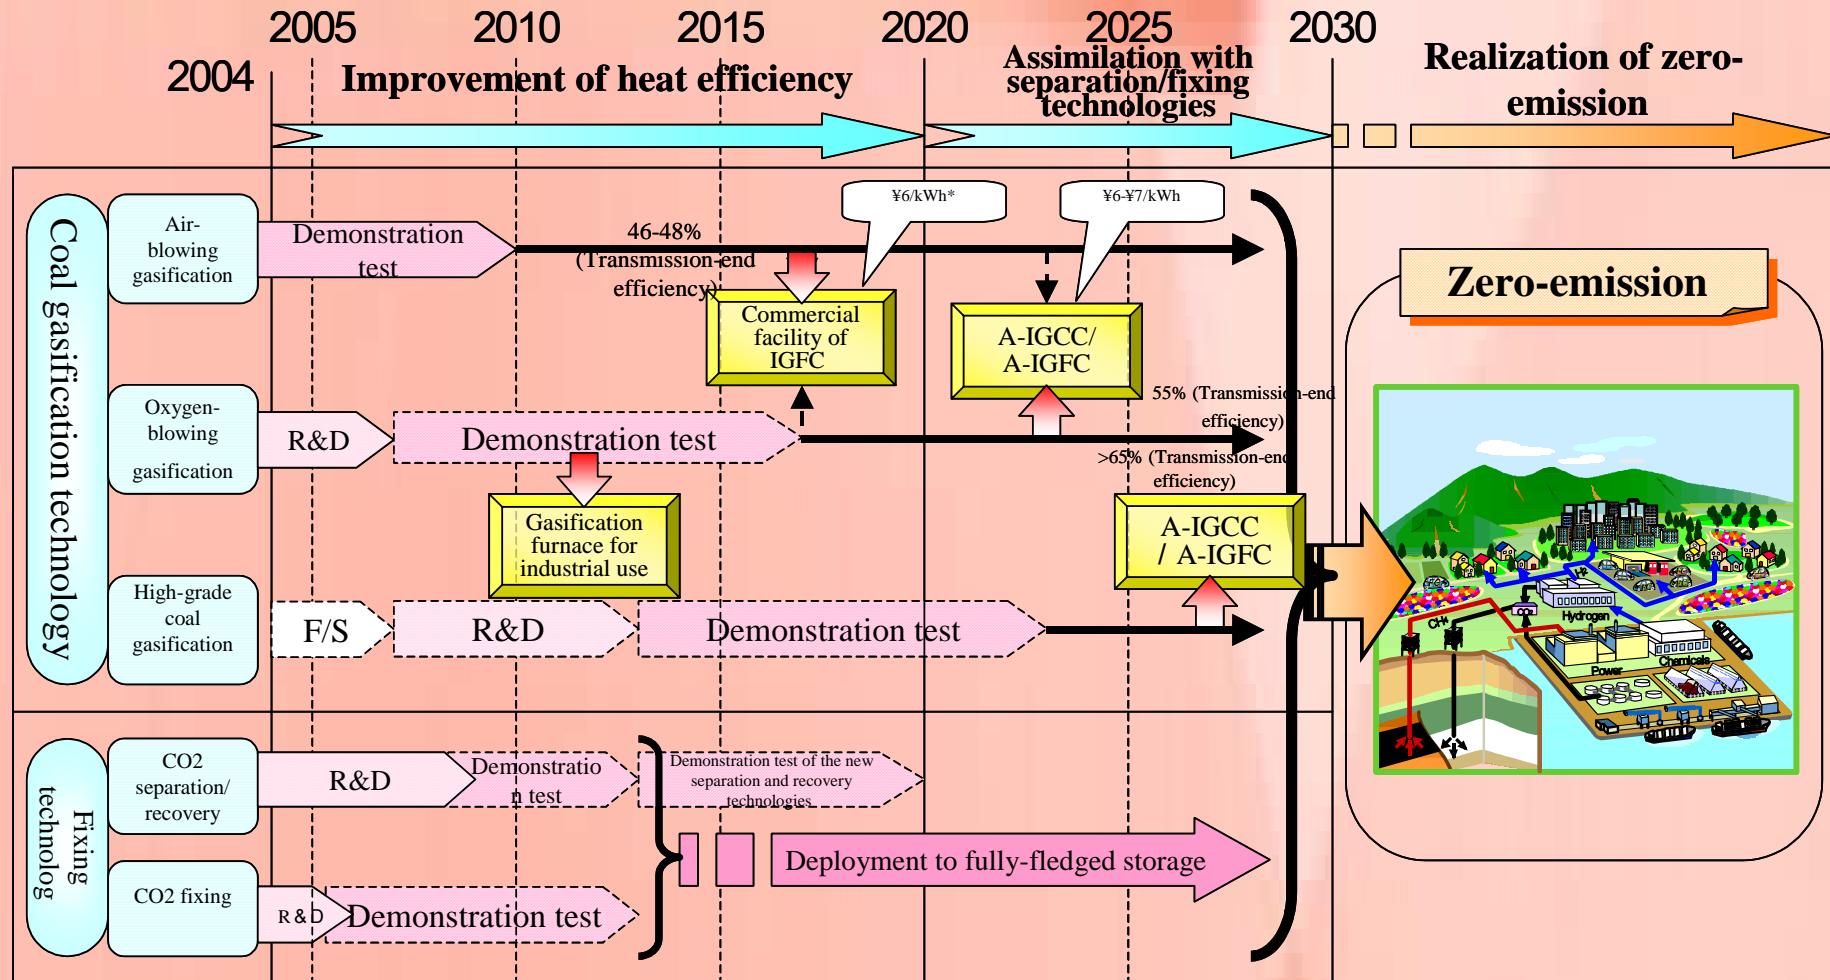 2005
2010
2015
2020
2025
2030
2004
Improvement of heat efficiency
Assimilation with
separation/fixing
technologies
Realization of zero-
emission
Coal gasification technology
Air-
blowing
gasification
Demonstration
test
46-48%
(Transmission-end
efficiency)
¥6/kWh*
¥6-¥7/kWh
Commercial
facility of
IGFC
A-IGCC/
A-IGFC
Zero-emission
Oxygen-
blowing
gasification
R&D
Demonstration test
55% (Transmission-end
efficiency)
>65% (Transmission-end
efficiency)
Gasification
furnace for
industrial use
A-IGCC
/ A-IGFC
High-grade
coal
gasification
F/S
R&D
Demonstration test
H2
CH4
Hydrogen
Power
Chemicals
Fixing
technolog
CO2
separation/
recovery
R&D
Demonstratio
n test
Demonstration test of the new
separation and recovery
technologies
Deployment to fully-fledged storage
CO2 fixing
R&D
Demonstration test